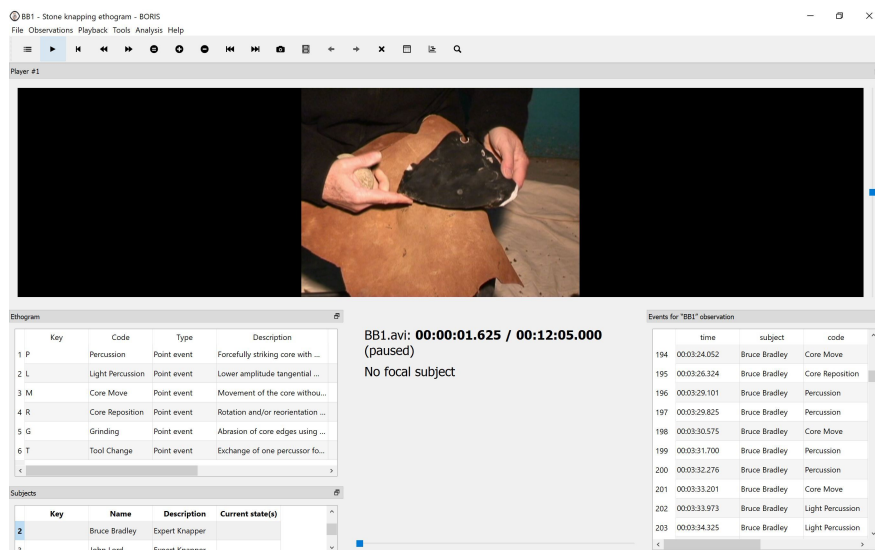 BB1 - Stone knapping ethogram - BORIS
File Observations Playback Tools Analysis Help
Player #1
Ethogram
Key Code Type Description
1 P Percussion Point event Forcefully striking core with ...
2 L Light Percussion Point event Lower amplitude tangential ...
3 M Core Move Point event Movement of the core withou...
4 R Core Reposition Point event Rotation and/or reorientation ...
5 G Grinding Point event Abrasion of core edges using ...
6 T Tool Change Point event Exchange of one percussor fo...
Subjects
Key Name Description Current state(s)
2 Bruce Bradley Expert Knapper
3 John Lord Expert Knapper
BB1.avi: 00:00:01.625 / 00:12:05.000
(paused)
No focal subject
Events for "BB1" observation
time subject code
194 00:03:24.052 Bruce Bradley Core Move
195 00:03:26.324 Bruce Bradley Core Reposition
196 00:03:29.101 Bruce Bradley Percussion
197 00:03:29.825 Bruce Bradley Percussion
198 00:03:30.575 Bruce Bradley Core Move
199 00:03:31.700 Bruce Bradley Percussion
200 00:03:32.276 Bruce Bradley Percussion
201 00:03:33.201 Bruce Bradley Core Move
202 00:03:33.973 Bruce Bradley Light Percussion
203 00:03:34.325 Bruce Bradley Light Percussion